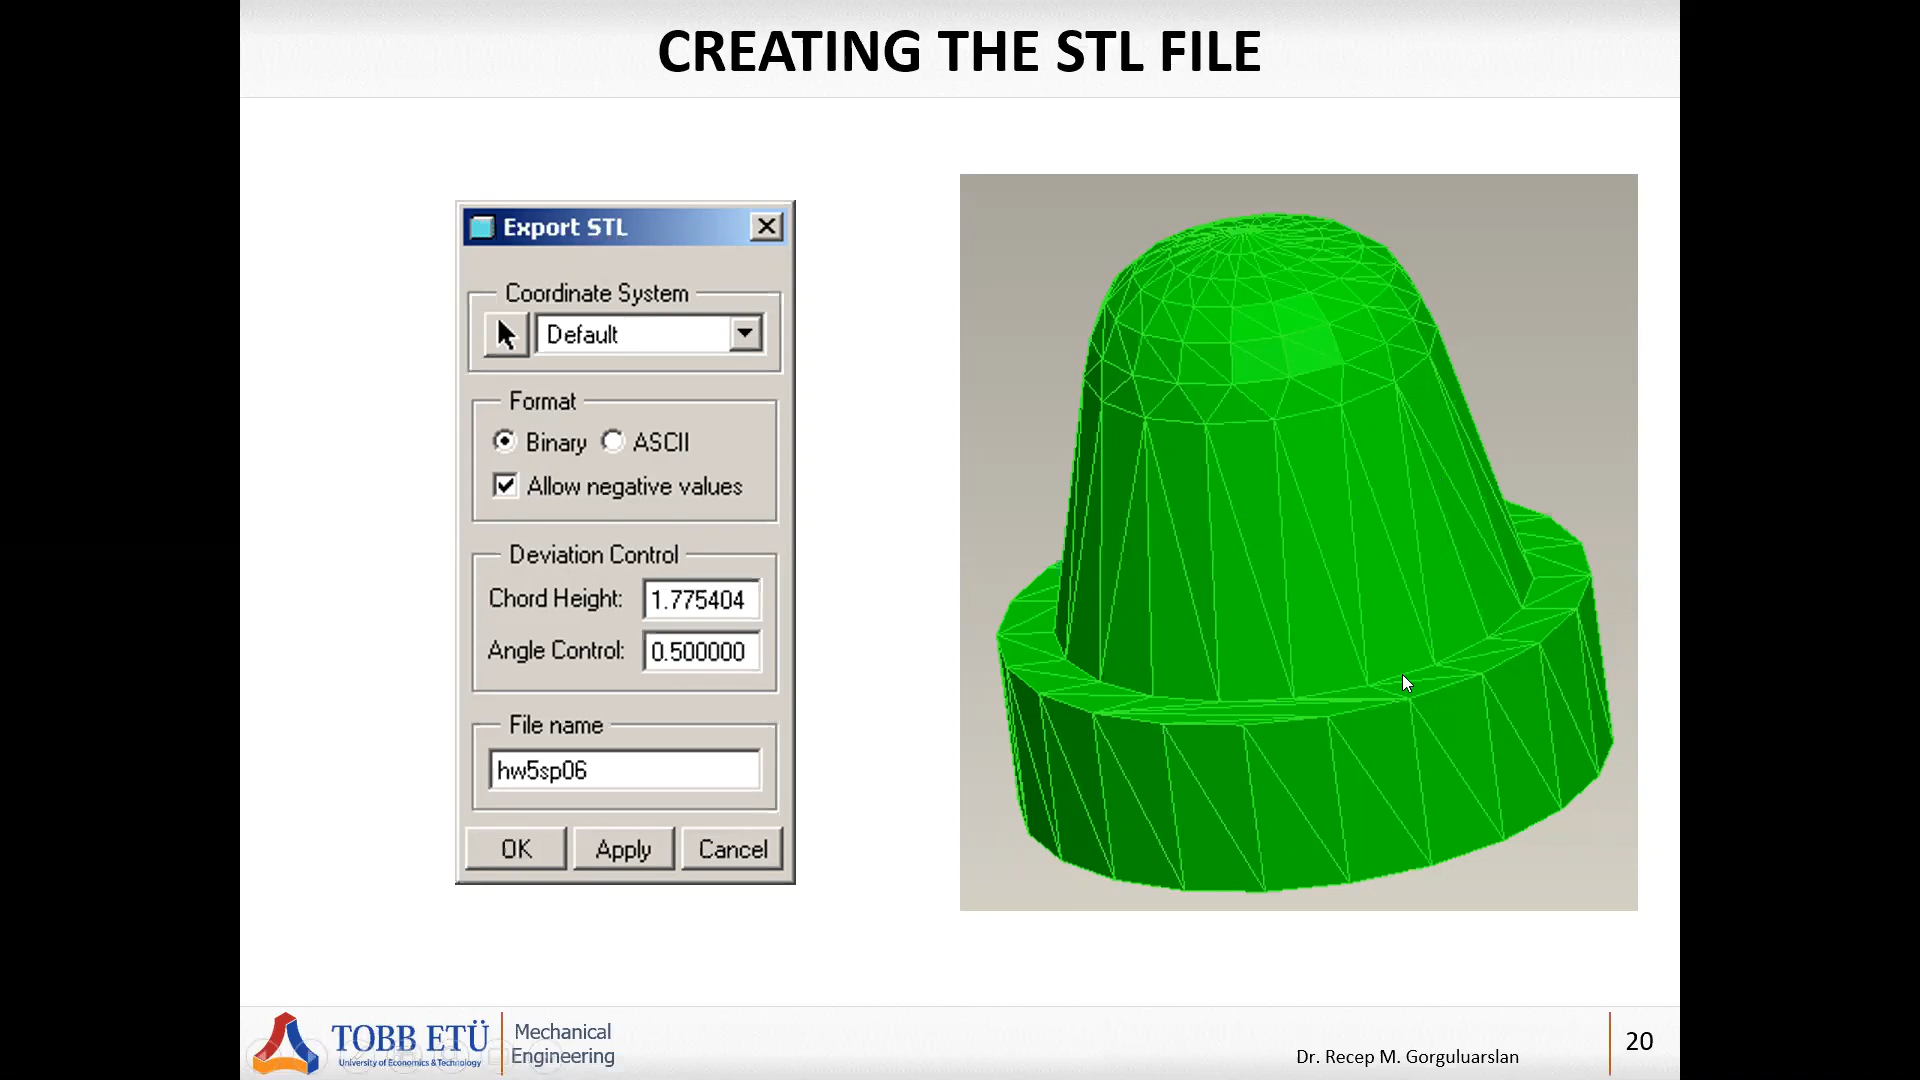 CREATING THE STL FILE
Export STL
Coordinate System
Default
Format
Binary ASCII
Allow negative values
Deviation Control
Chord Height: 1.775404
Angle Control: 0.500000
File name
hw5sp06
OK Apply Cancel
TOBB ETÜ
University of Economics & Technology
Mechanical
Engineering
Dr. Recep M. Gorguluarslan
20